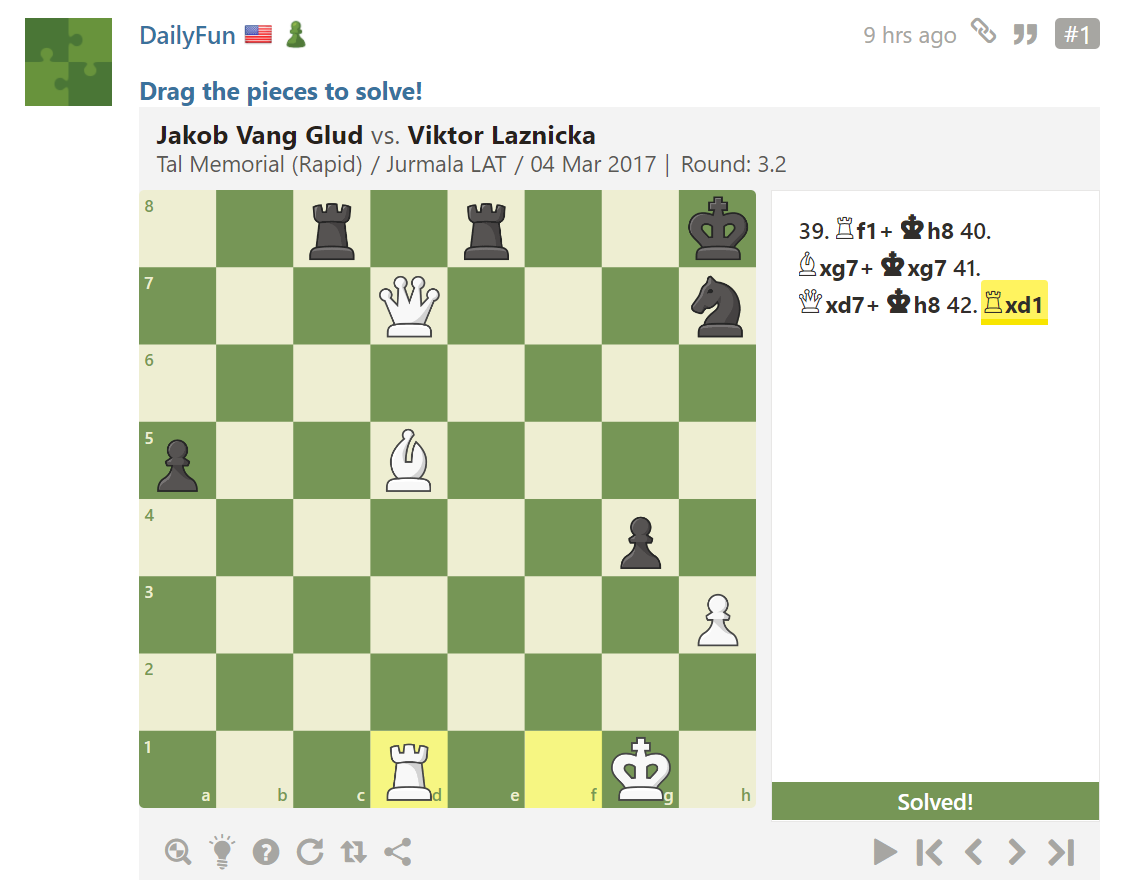 DailyFun
9 hrs ago #1
Drag the pieces to solve!
Jakob Vang Glud vs. Viktor Laznicka
Tal Memorial (Rapid) / Jurmala LAT / 04 Mar 2017 | Round: 3.2
39. ♖f1+ ♚h8 40.
♗xg7+ ♚xg7 41.
♕xd7+ ♚h8 42. ♖xd1
8
7
6
5
4
3
2
1
a b c d e f g h
Solved!